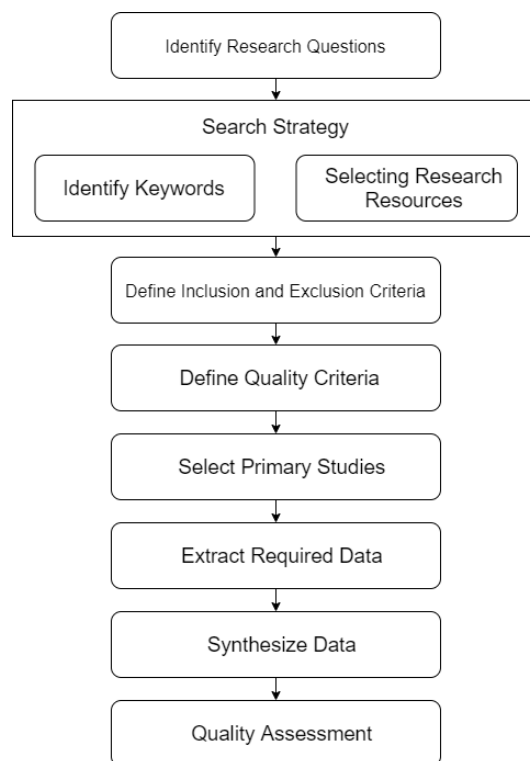 Identify Research Questions
Search Strategy
Identify Keywords
Selecting Research
Resources
Define Inclusion and Exclusion Criteria
Define Quality Criteria
Select Primary Studies
Extract Required Data
Synthesize Data
Quality Assessment